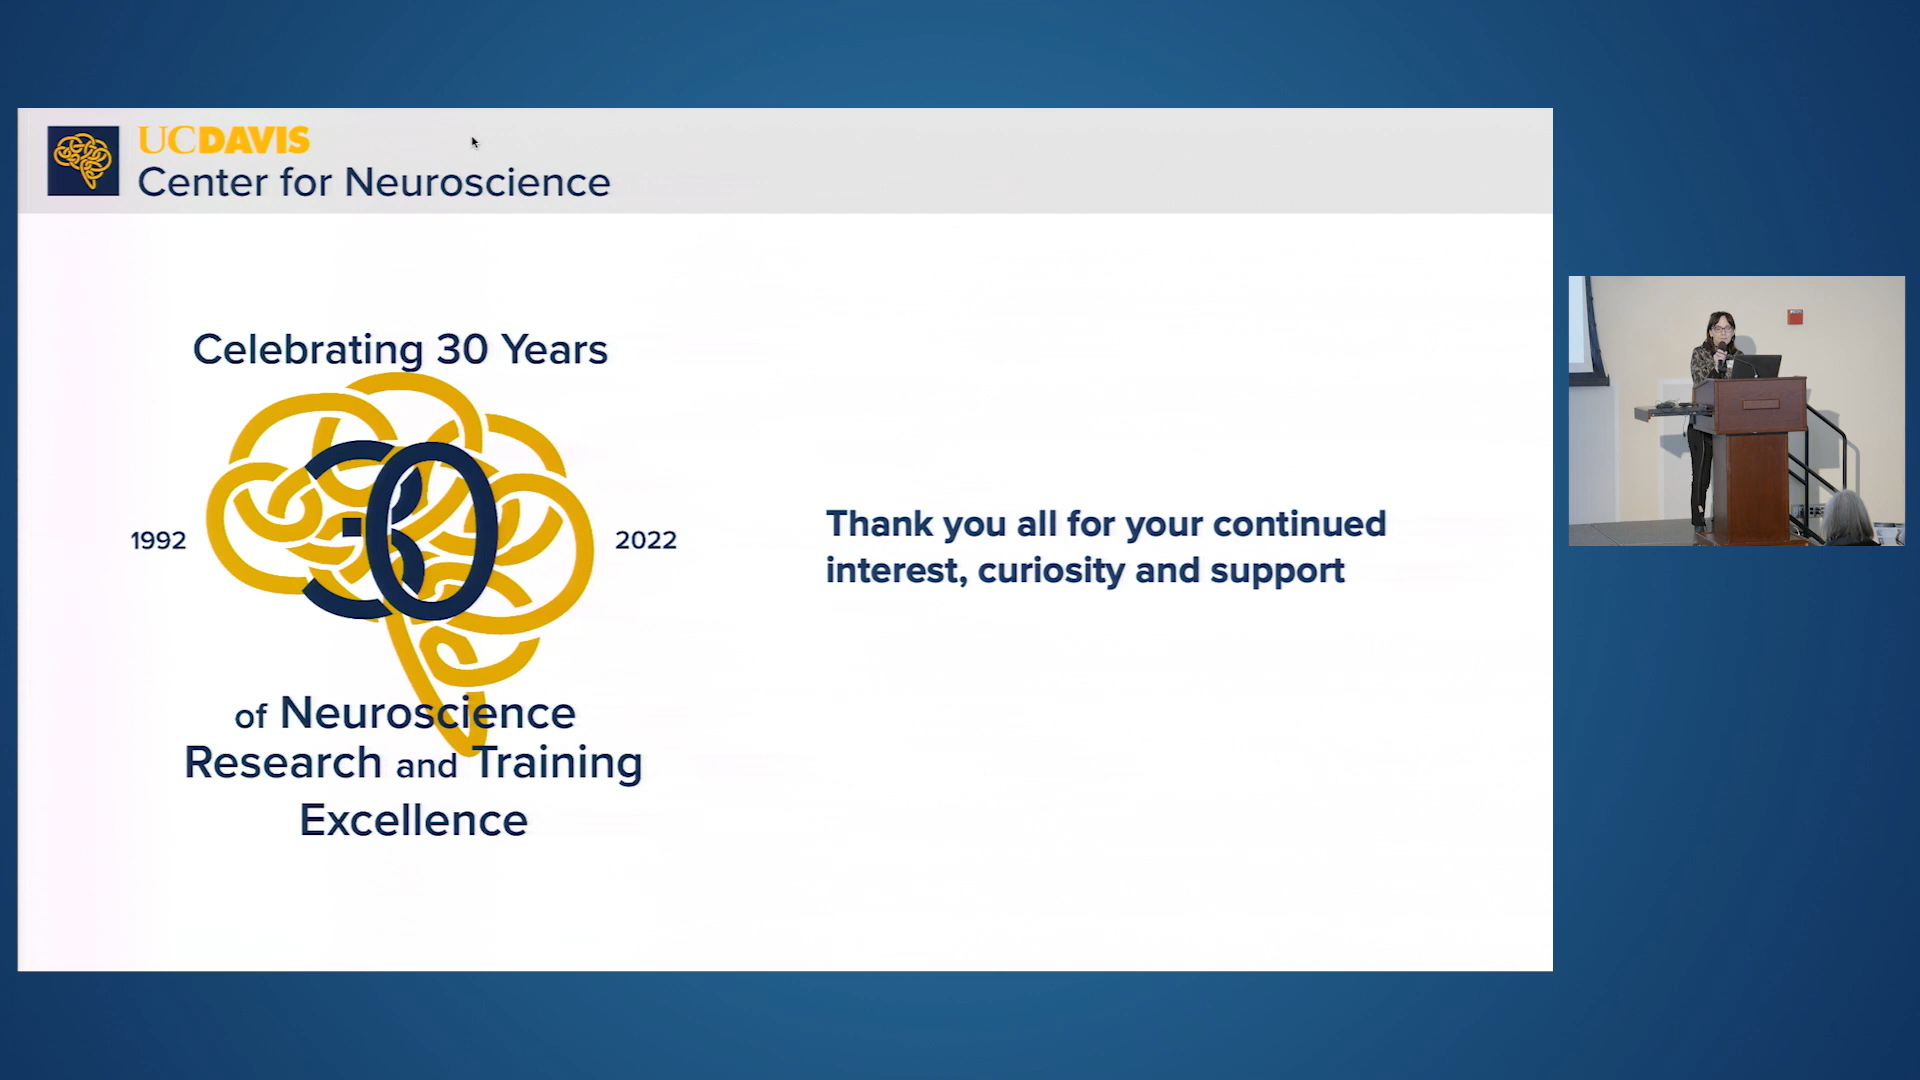 UCDAVIS
Center for Neuroscience
Celebrating 30 Years
30
1992
2022
of Neuroscience
Research and Training
Excellence
Thank you all for your continued
interest, curiosity and support